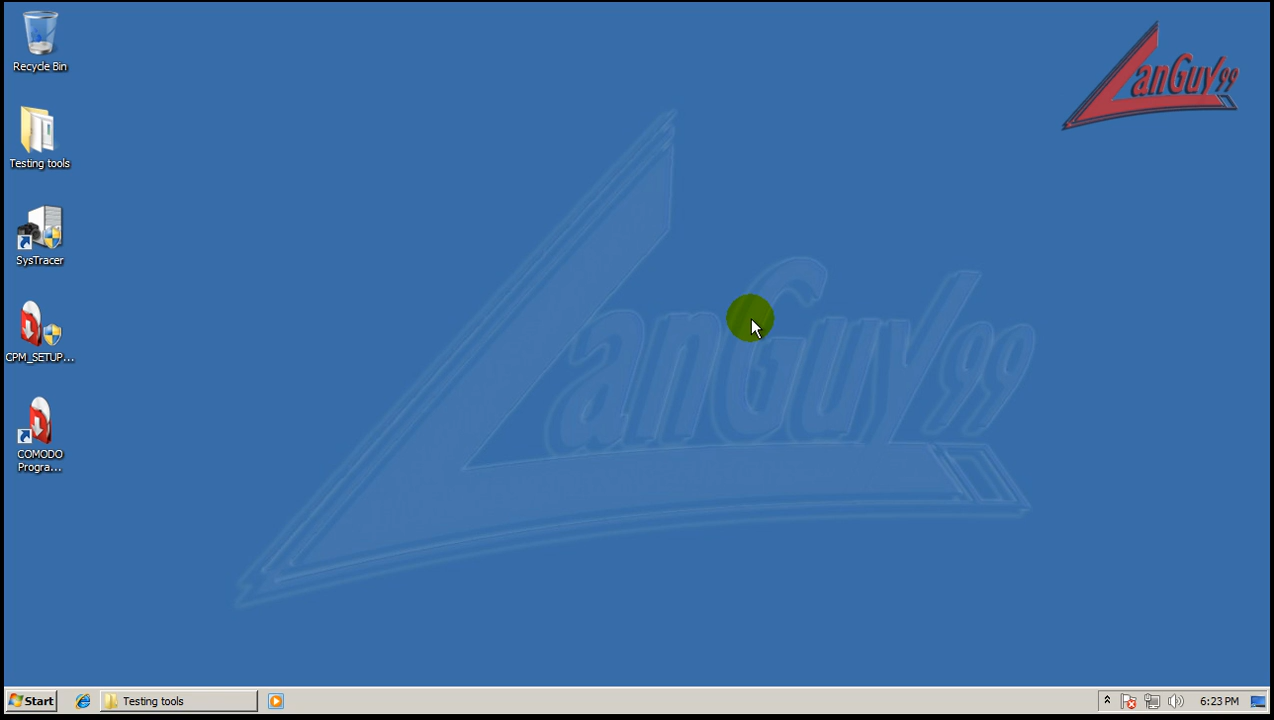 Recycle Bin
LanGuy99
Testing tools
SysTracer
CPM_SETUP...
COMODO
Progra...
LanGuy99
Start
Testing tools
6:23 PM